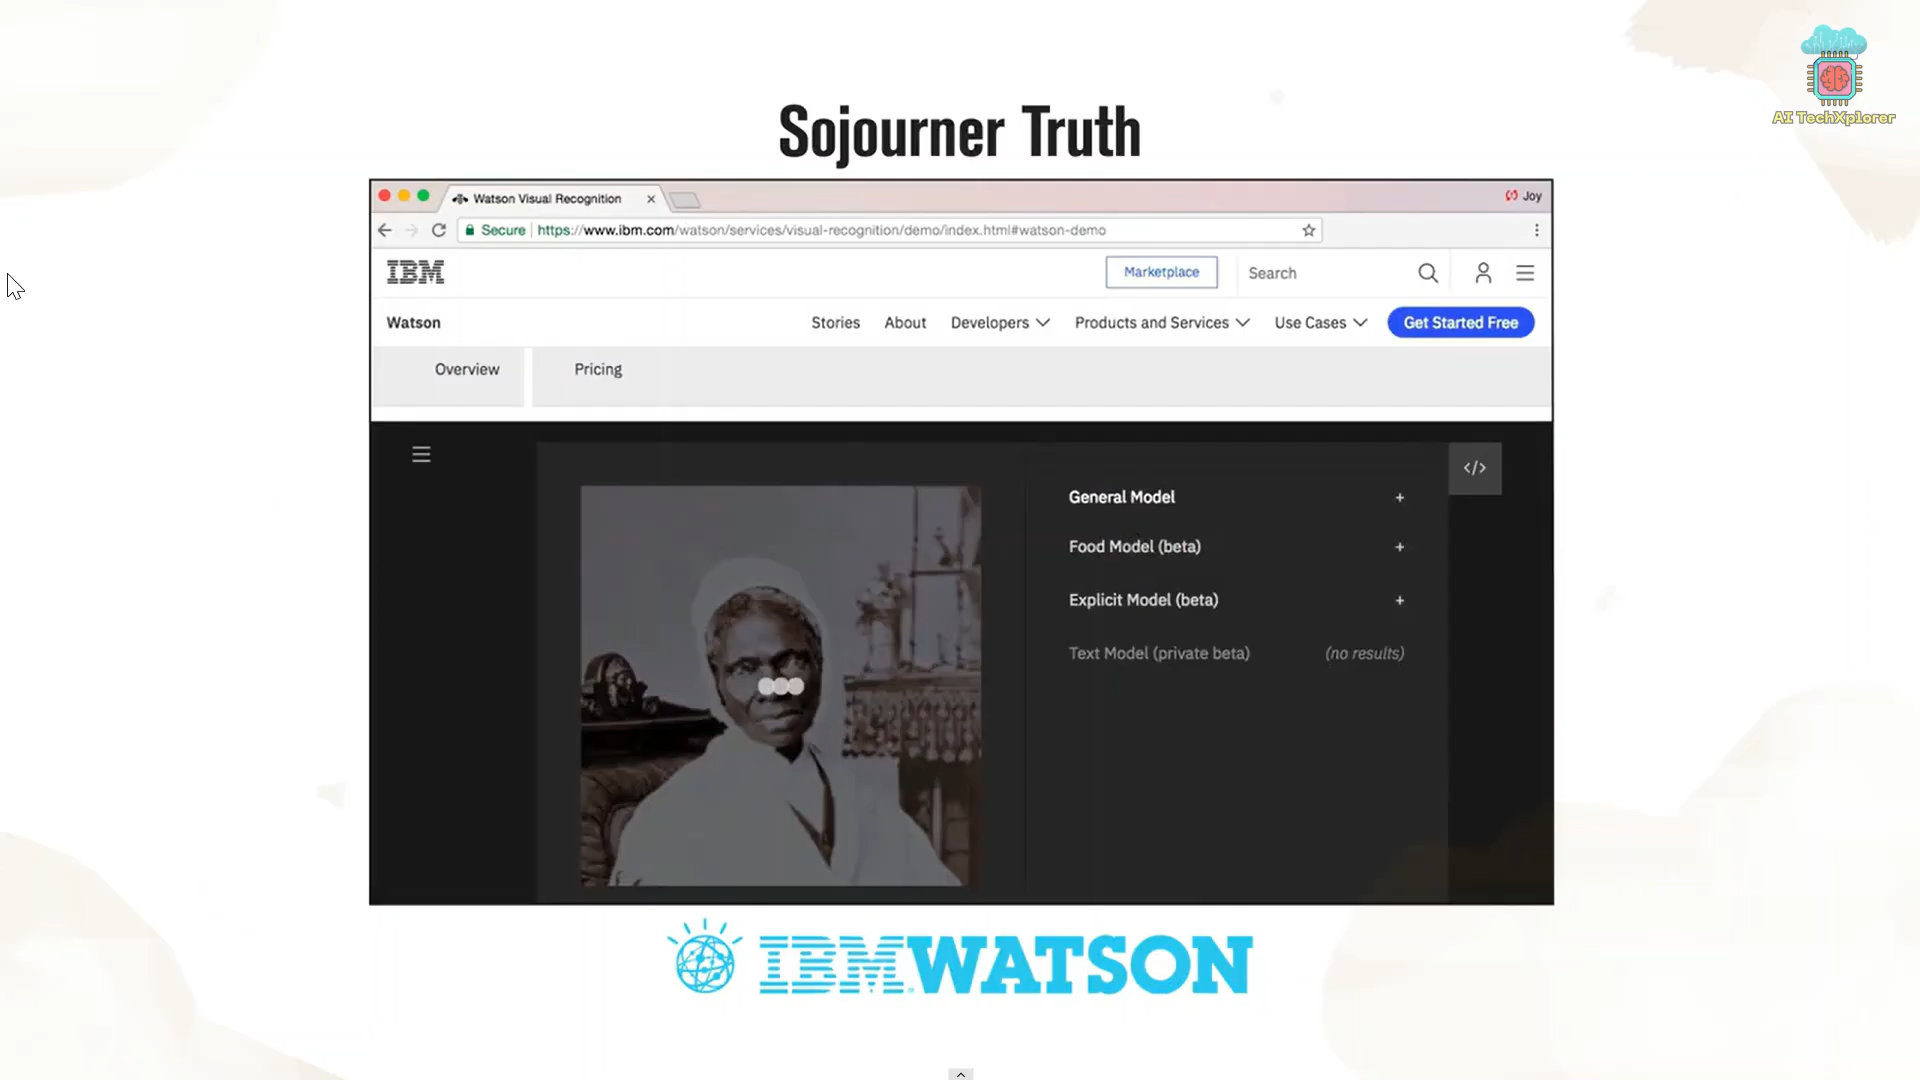 AI TechXplorer
Sojourner Truth
Watson Visual Recognition
Joy
Secure https://www.ibm.com/watson/services/visual-recognition/demo/index.html#watson-demo
IBM
Marketplace
Search
Watson
Stories
About
Developers
Products and Services
Use Cases
Get Started Free
Overview
Pricing
</>
General Model +
Food Model (beta) +
Explicit Model (beta) +
Text Model (private beta) (no results)
IBM WATSON